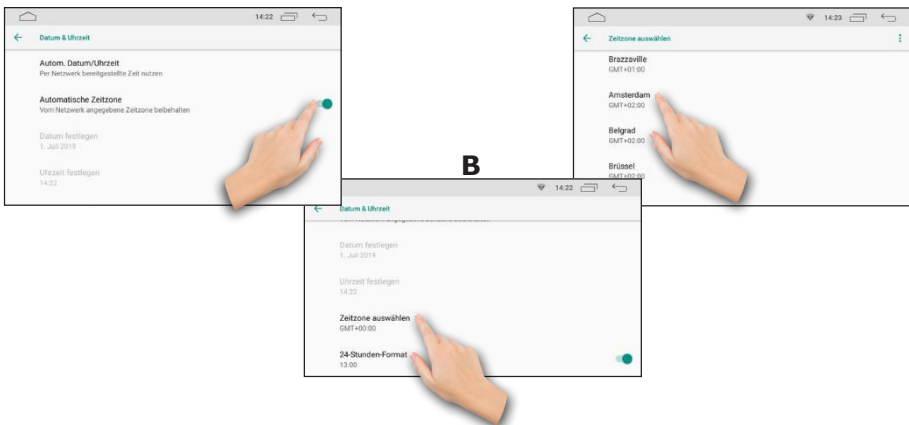 14:22
Datum & Uhrzeit
Autom. Datum/Uhrzeit
Per Netzwerk bereitgestellte Zeit nutzen
Automatische Zeitzone
Vom Netzwerk angegebene Zeitzone beibehalten
Datum festlegen
1. Juli 2019
Uhrzeit festlegen
14:22
14:23
Zeitzone auswählen
Brazzaville
GMT+01:00
Amsterdam
GMT+02:00
Belgrad
GMT+02:00
Brüssel
GMT+02:00
B
14:22
Datum & Uhrzeit
Datum festlegen
1. Juli 2019
Uhrzeit festlegen
14:22
Zeitzone auswählen
GMT+00:00
24-Stunden-Format
13:00